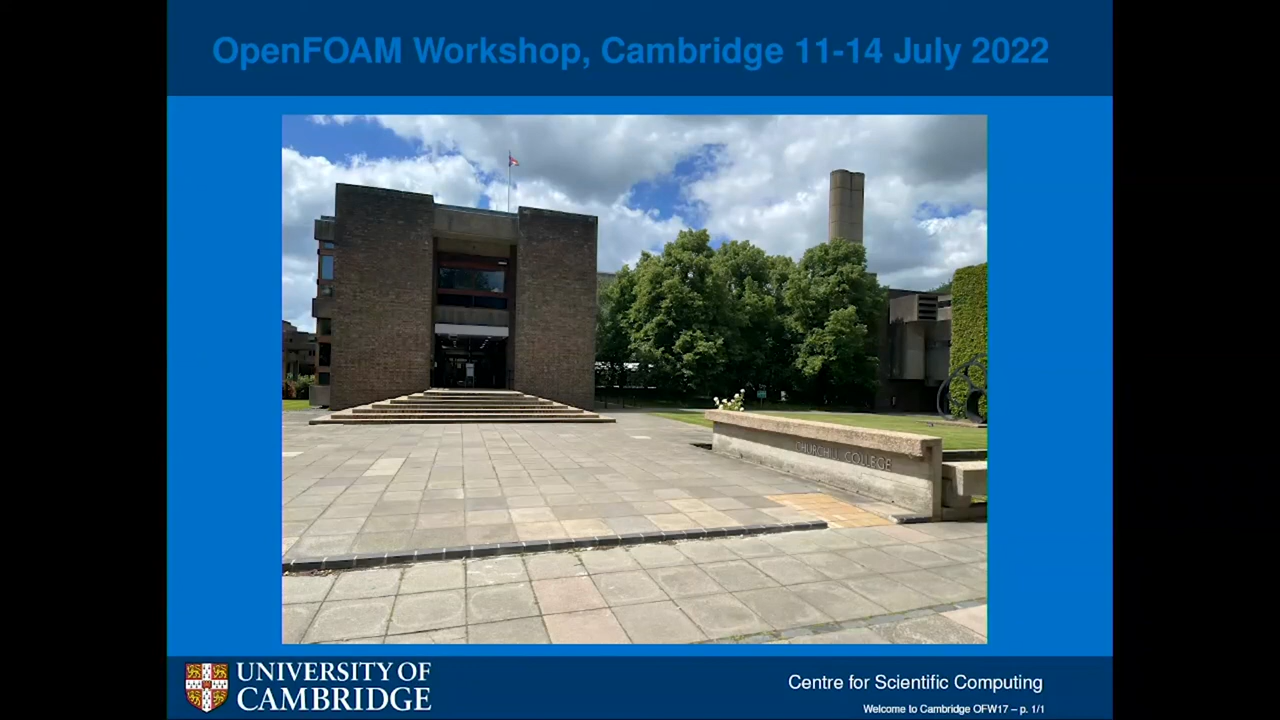 OpenFOAM Workshop, Cambridge 11-14 July 2022
CHURCHILL COLLEGE
UNIVERSITY OF
CAMBRIDGE
Centre for Scientific Computing
Welcome to Cambridge OFW17 – p. 1/1